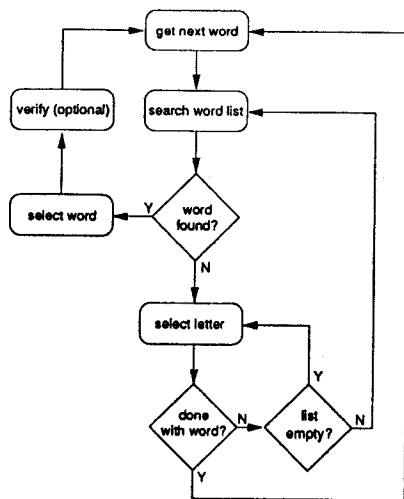 get next word
verify (optional)
search word list
select word
Y
word
found?
N
select letter
Y
done
with word?
N
list
empty?
N
Y